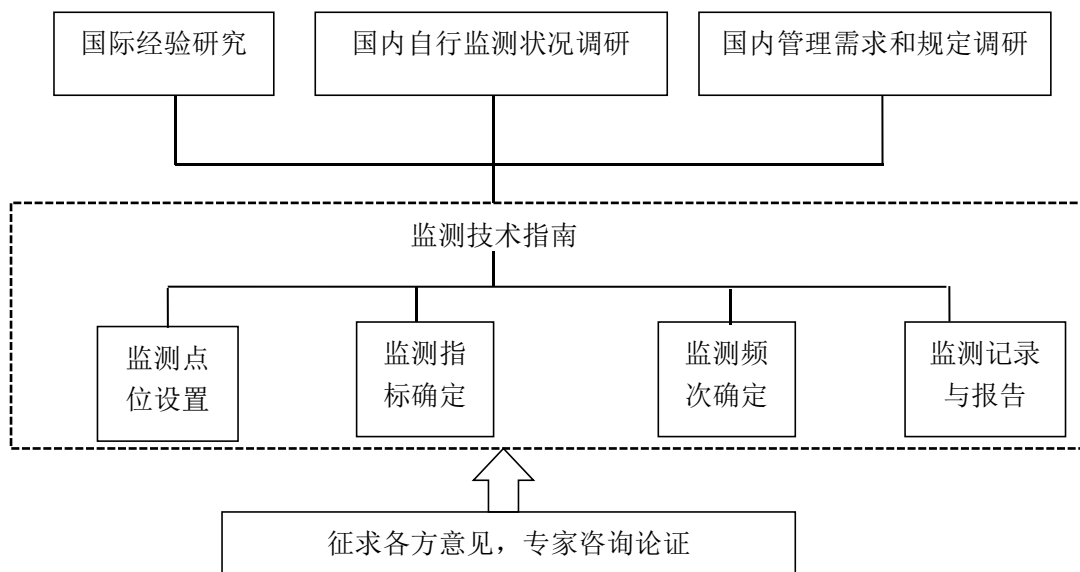 国际经验研究
国内自行监测状况调研
国内管理需求和规定调研
监测技术指南
监测点
位设置
监测指
标确定
监测频
次确定
监测记录
与报告
征求各方意见，专家咨询论证